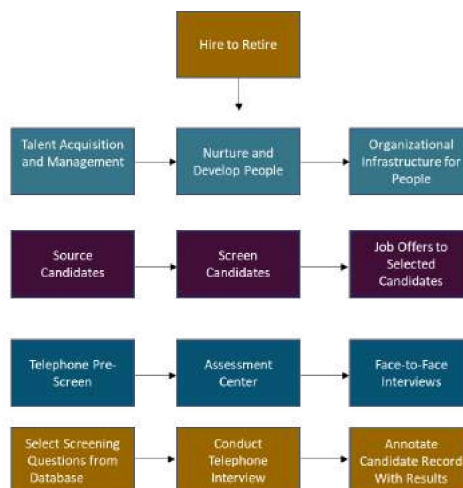 Hire to Retire
Talent Acquisition
and Management
Nurture and
Develop People
Organizational
Infrastructure for
People
Source
Candidates
Screen
Candidates
Job Offers to
Selected
Candidates
Telephone Pre-
Screen
Assessment
Center
Face-to-Face
Interviews
Select Screening
Questions from
Database
Conduct
Telephone
Interview
Annotate
Candidate Record
With Results